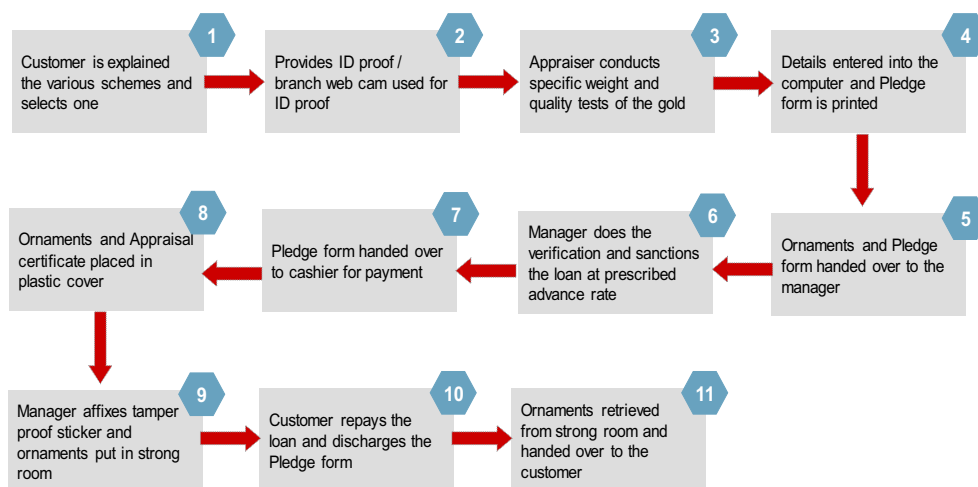 1
Customer is explained
the various schemes and
selects one
2
Provides ID proof /
branch web cam used for
ID proof
3
Appraiser conducts
specific weight and
quality tests of the gold
4
Details entered into the
computer and Pledge
form is printed
5
Ornaments and Pledge
form handed over to the
manager
6
Manager does the
verification and sanctions
the loan at prescribed
advance rate
7
Pledge form handed over
to cashier for payment
8
Ornaments and Appraisal
certificate placed in
plastic cover
9
Manager affixes tamper
proof sticker and
ornaments put in strong
room
10
Customer repays the
loan and discharges the
Pledge form
11
Ornaments retrieved
from strong room and
handed over to the
customer